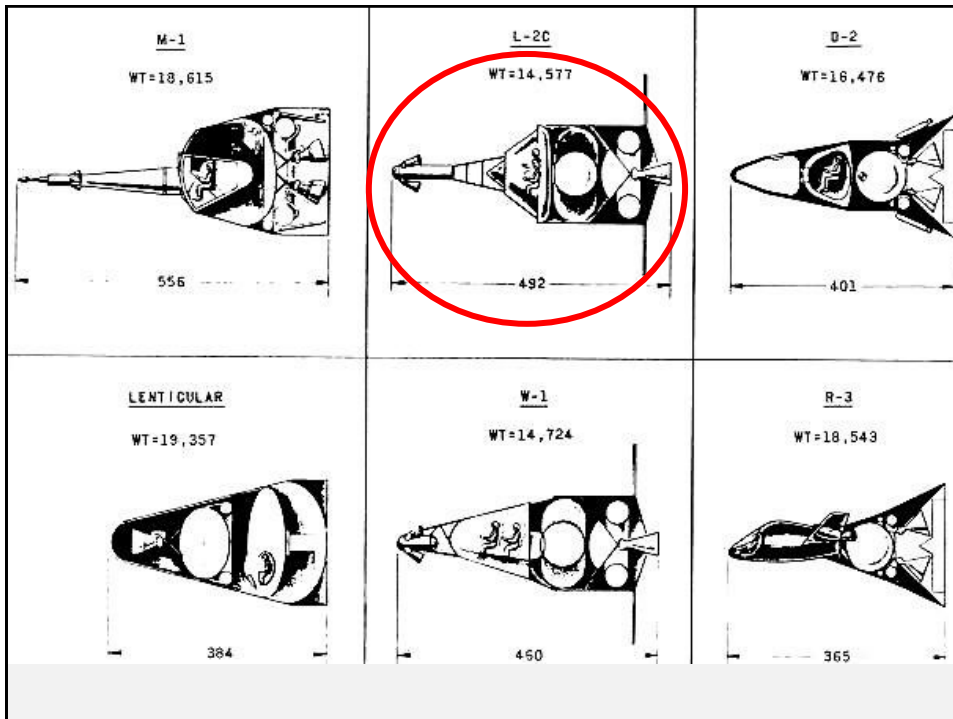 M-1
WT=18,615
556
L-2C
WT=14,577
492
D-2
WT=16,476
401
LENTICULAR
WT=19,357
384
W-1
WT=14,724
460
R-3
WT=18,543
365